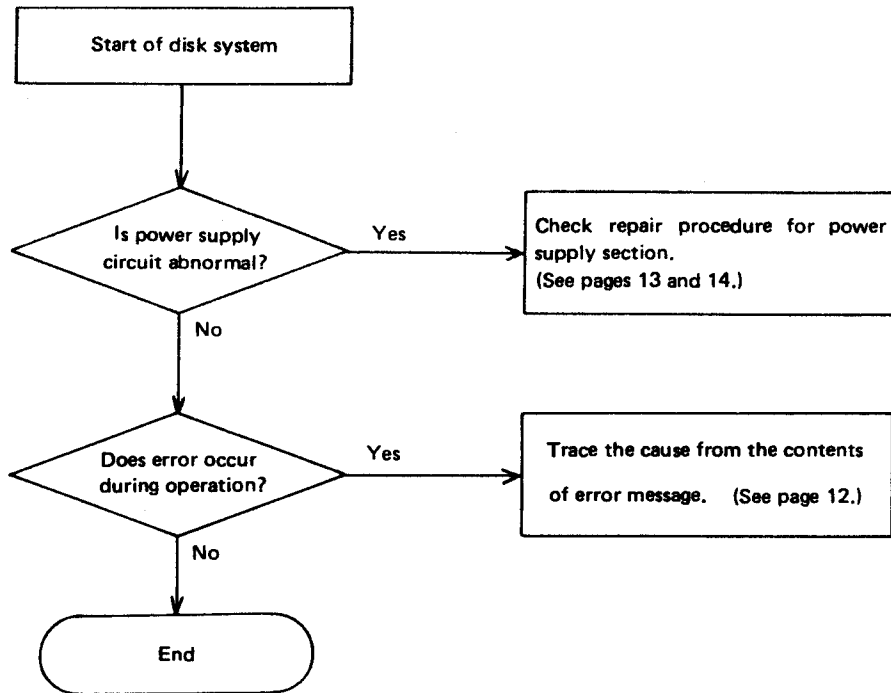 Start of disk system
Is power supply
circuit abnormal?
Yes
Check repair procedure for power
supply section.
(See pages 13 and 14.)
No
Does error occur
during operation?
Yes
Trace the cause from the contents
of error message. (See page 12.)
No
End